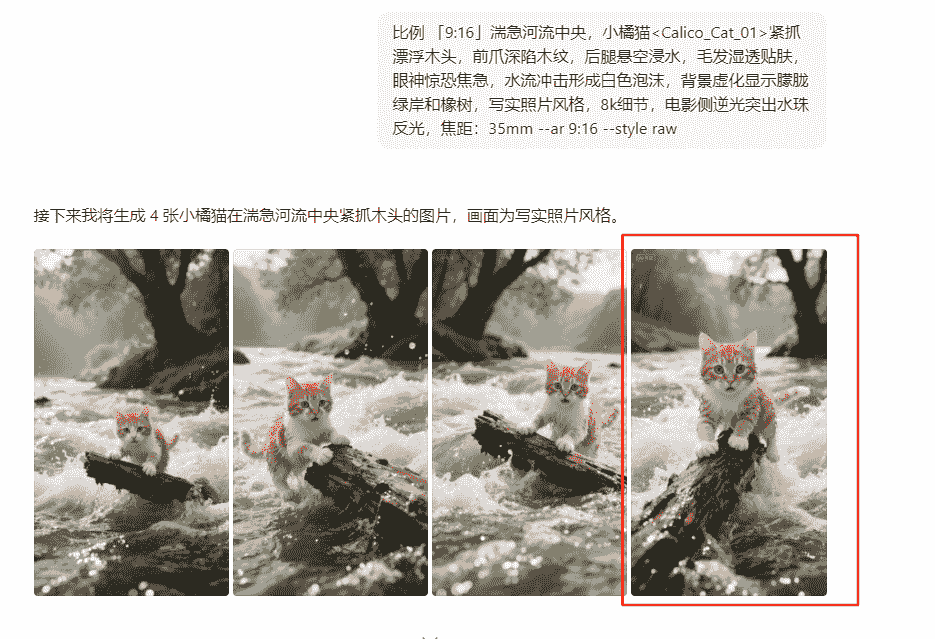 比例 「9:16」湍急河流中央，小橘猫<Calico_Cat_01>紧抓
漂浮木头，前爪深陷木纹，后腿悬空浸水，毛发湿透贴肤，
眼神惊恐焦急，水流冲击形成白色泡沫，背景虚化显示朦胧
绿岸和橡树，写实照片风格，8k细节，电影侧逆光突出水珠
反光，焦距：35mm --ar 9:16 --style raw
接下来我将生成 4 张小橘猫在湍急河流中央紧抓木头的图片，画面为写实照片风格。